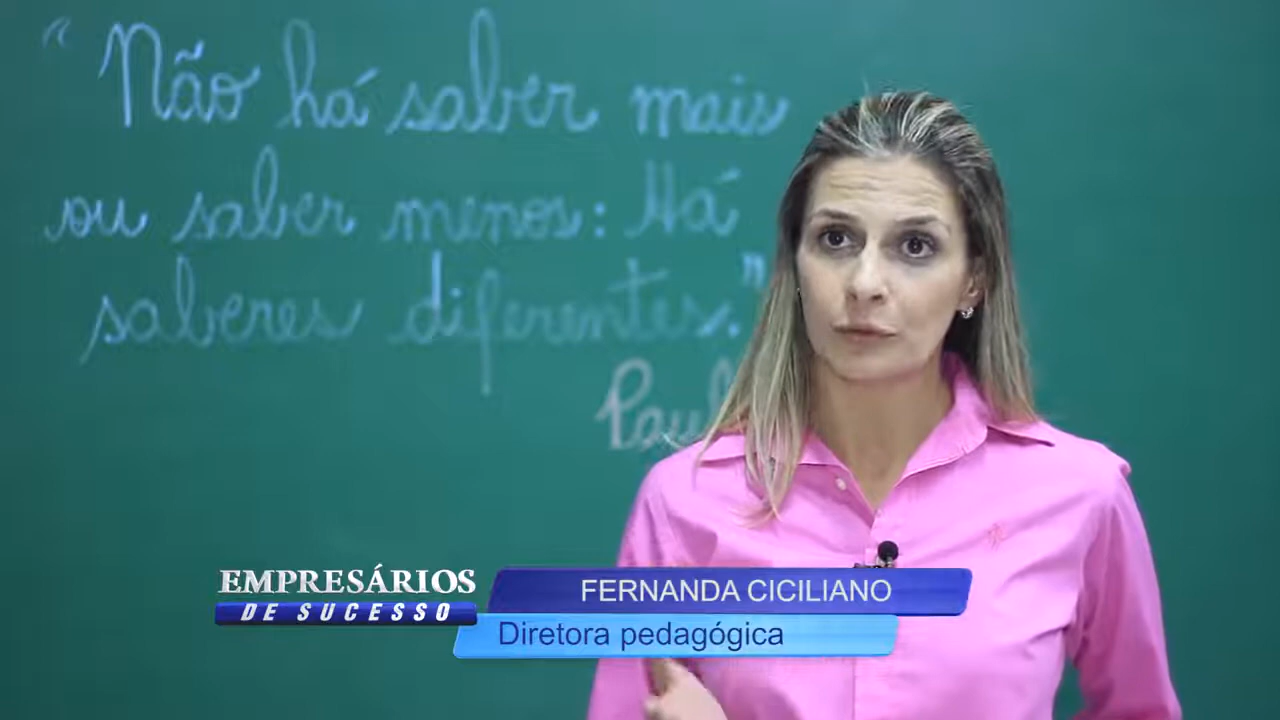 “Não há saber mais
ou saber menos: Há
saberes diferentes.”
EMPRESÁRIOS
DE SUCESSO
FERNANDA CICILIANO
Diretora pedagógica